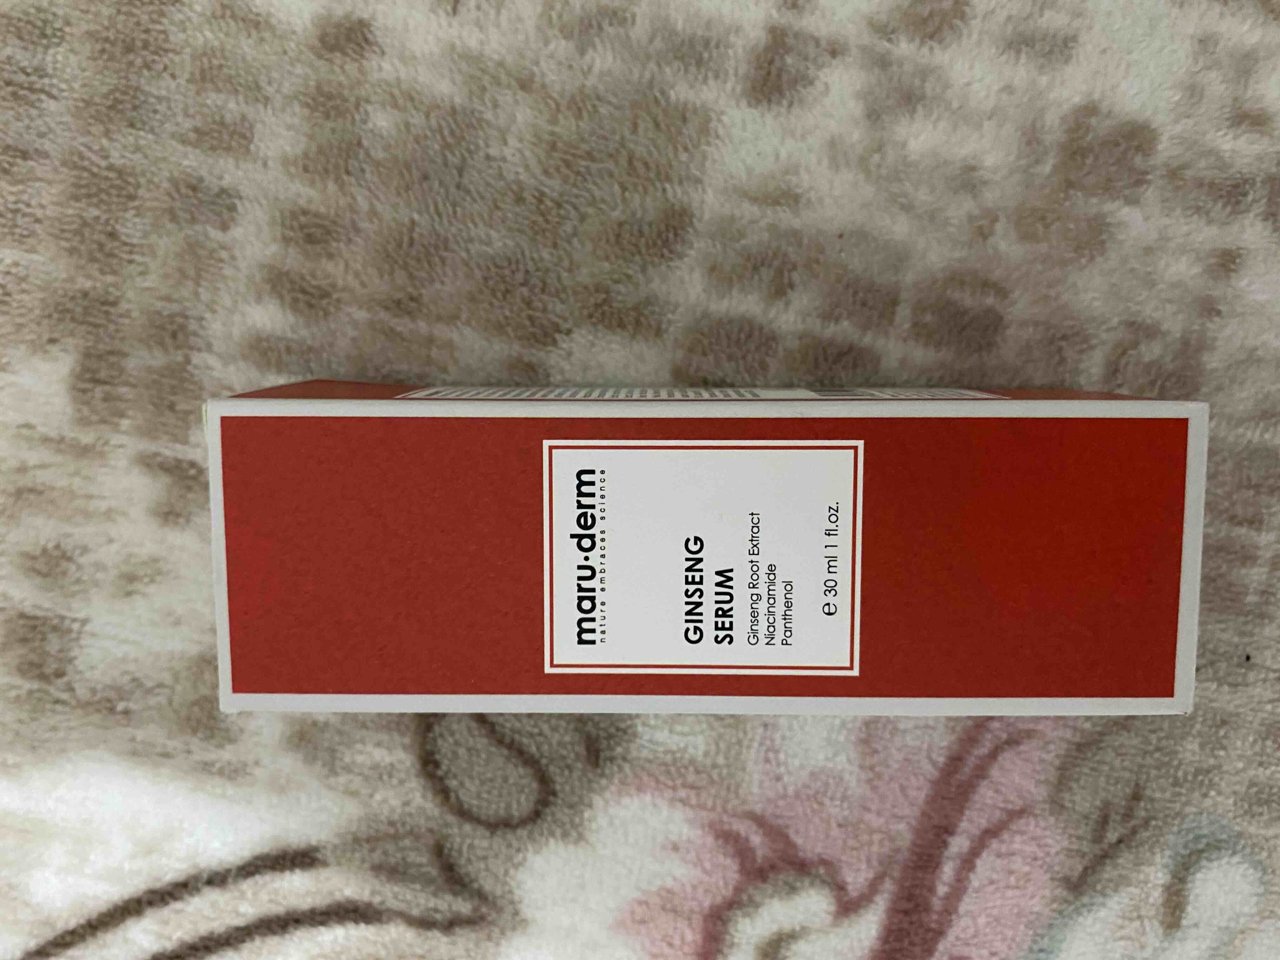 maru·derm
nature embraces science
GINSENG
SERUM
Ginseng Root Extract
Niacinamide
Panthenol
e 30 ml 1 fl.oz.